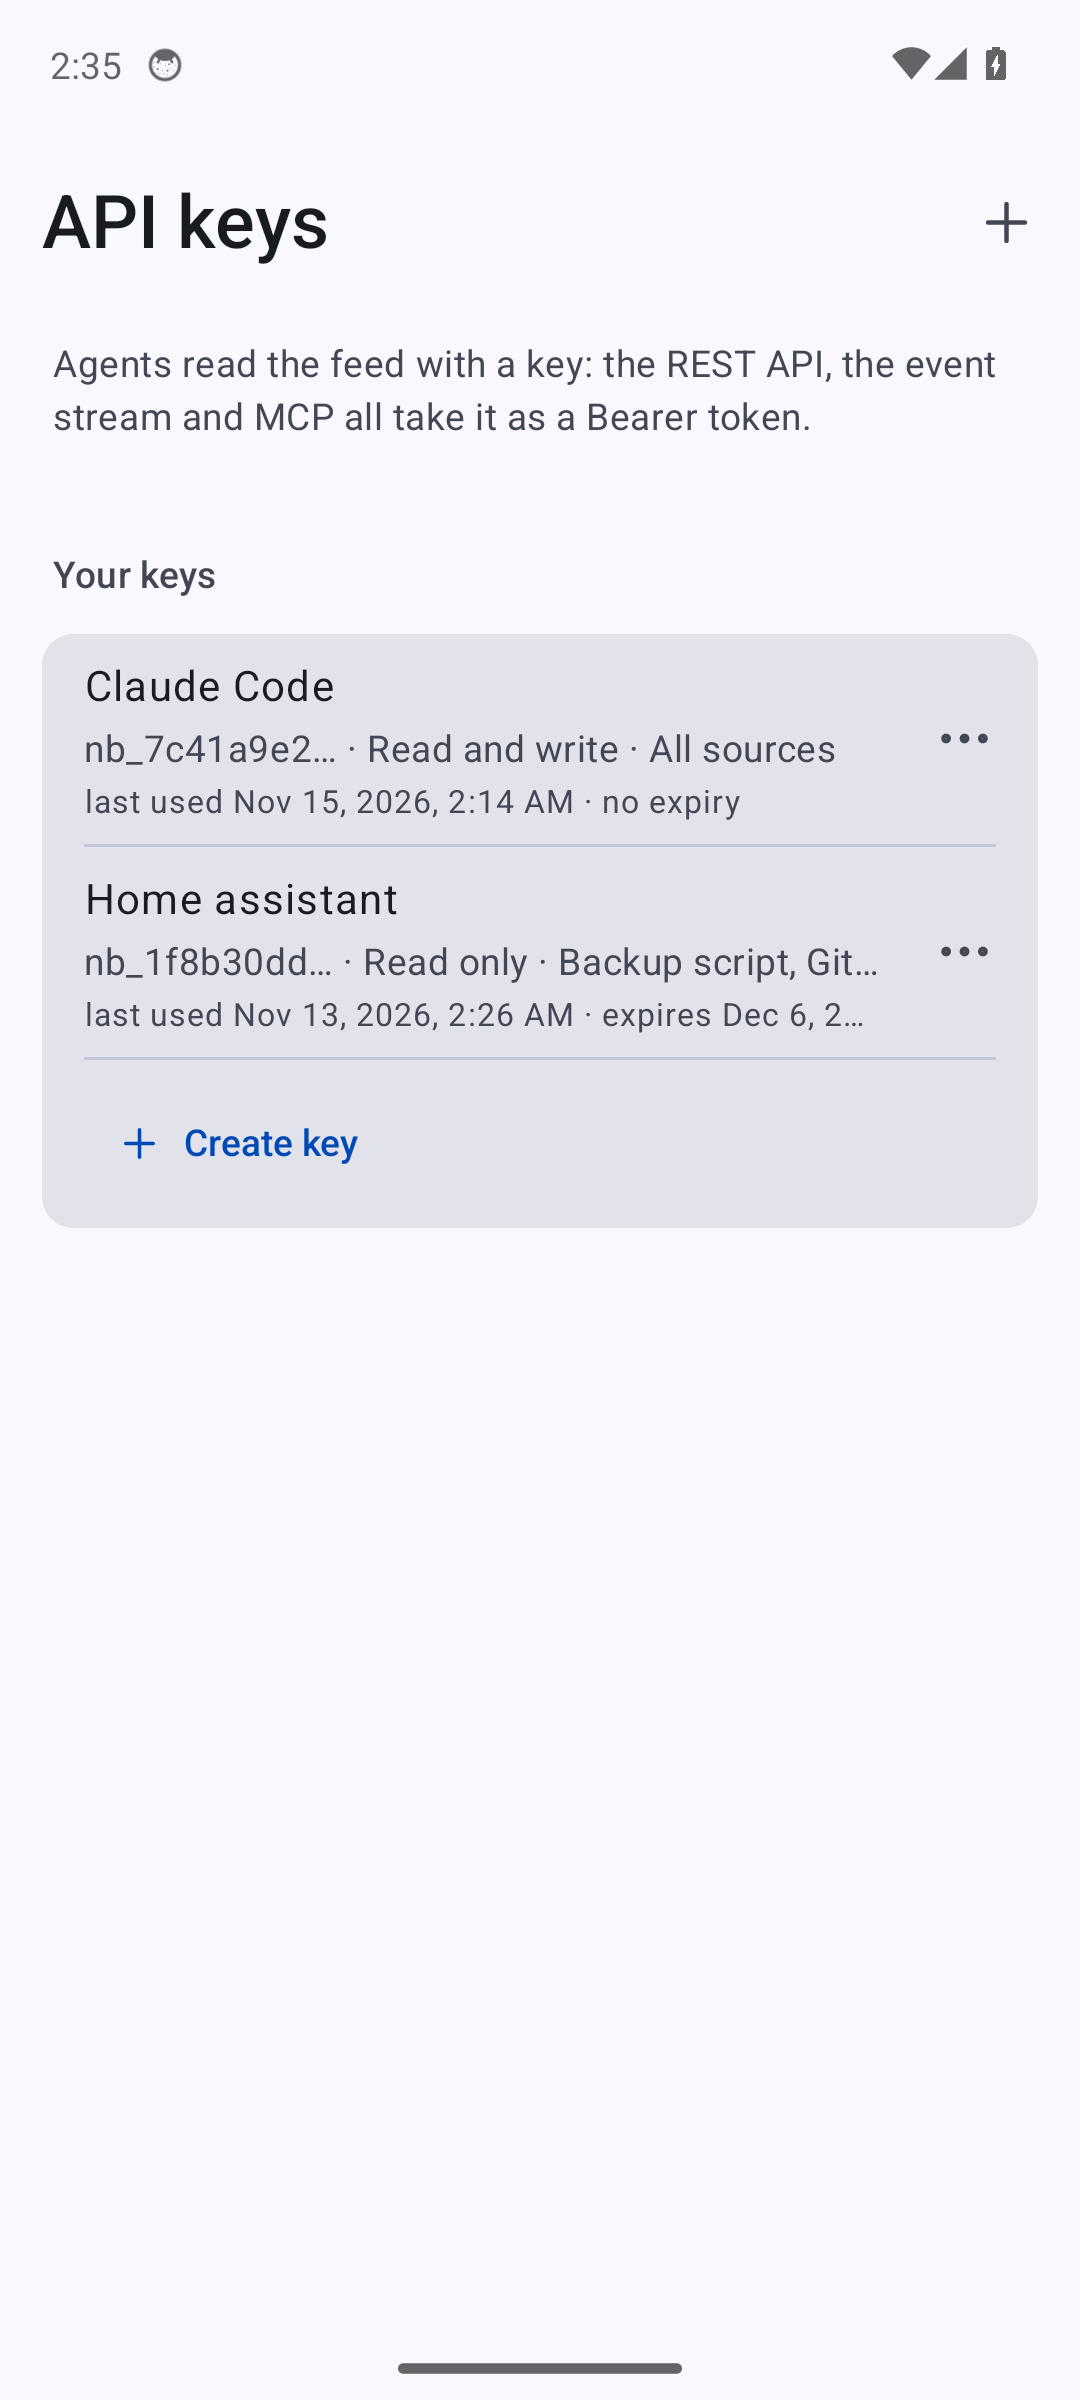 2:35
API keys
Agents read the feed with a key: the REST API, the event
stream and MCP all take it as a Bearer token.
Your keys
Claude Code
nb_7c41a9e2… · Read and write · All sources
last used Nov 15, 2026, 2:14 AM · no expiry
Home assistant
nb_1f8b30dd… · Read only · Backup script, Git…
last used Nov 13, 2026, 2:26 AM · expires Dec 6, 2…
Create key